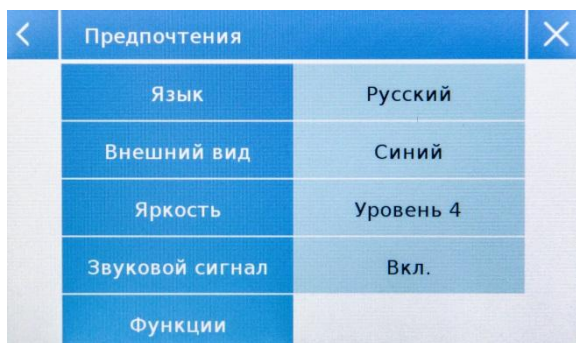 Предпочтения
Язык Русский
Внешний вид Синий
Яркость Уровень 4
Звуковой сигнал Вкл.
Функции